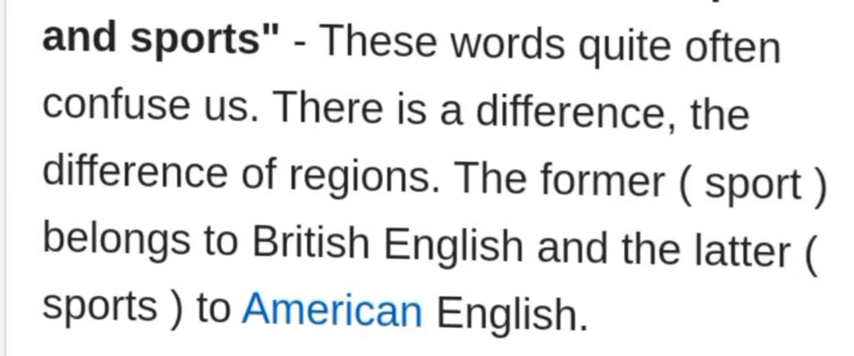 and sports" - These words quite often
confuse us. There is a difference, the
difference of regions. The former ( sport )
belongs to British English and the latter (
sports ) to American English.